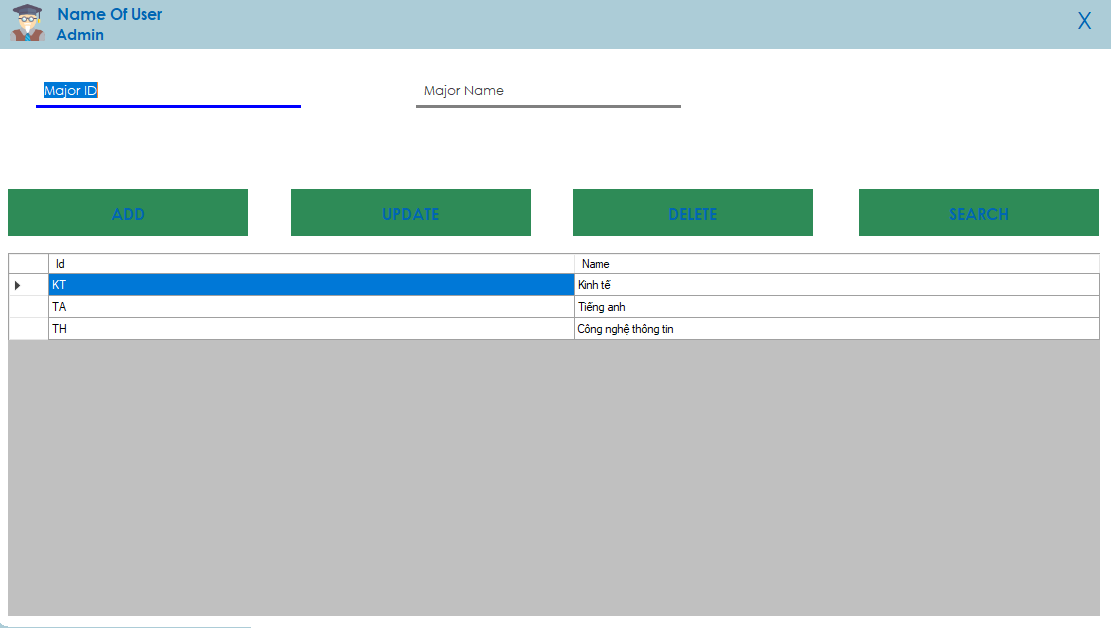 Name Of User
Admin
X
Major ID
Major Name
ADD
UPDATE
DELETE
SEARCH
Id Name
KT Kinh tế
TA Tiếng anh
TH Công nghệ thông tin